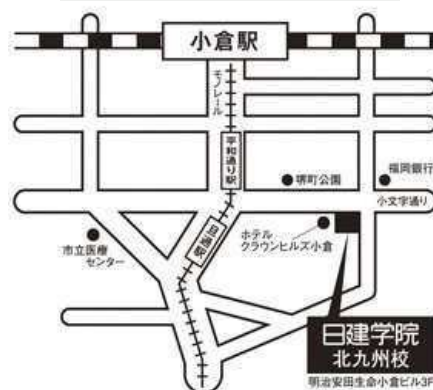 小倉駅
モノレール
平和通り駅
堺町公園
福岡銀行
小文字通り
旦過駅
ホテル
クラウンヒルズ小倉
市立医療
センター
日建学院
北九州校
明治安田生命小倉ビル3F